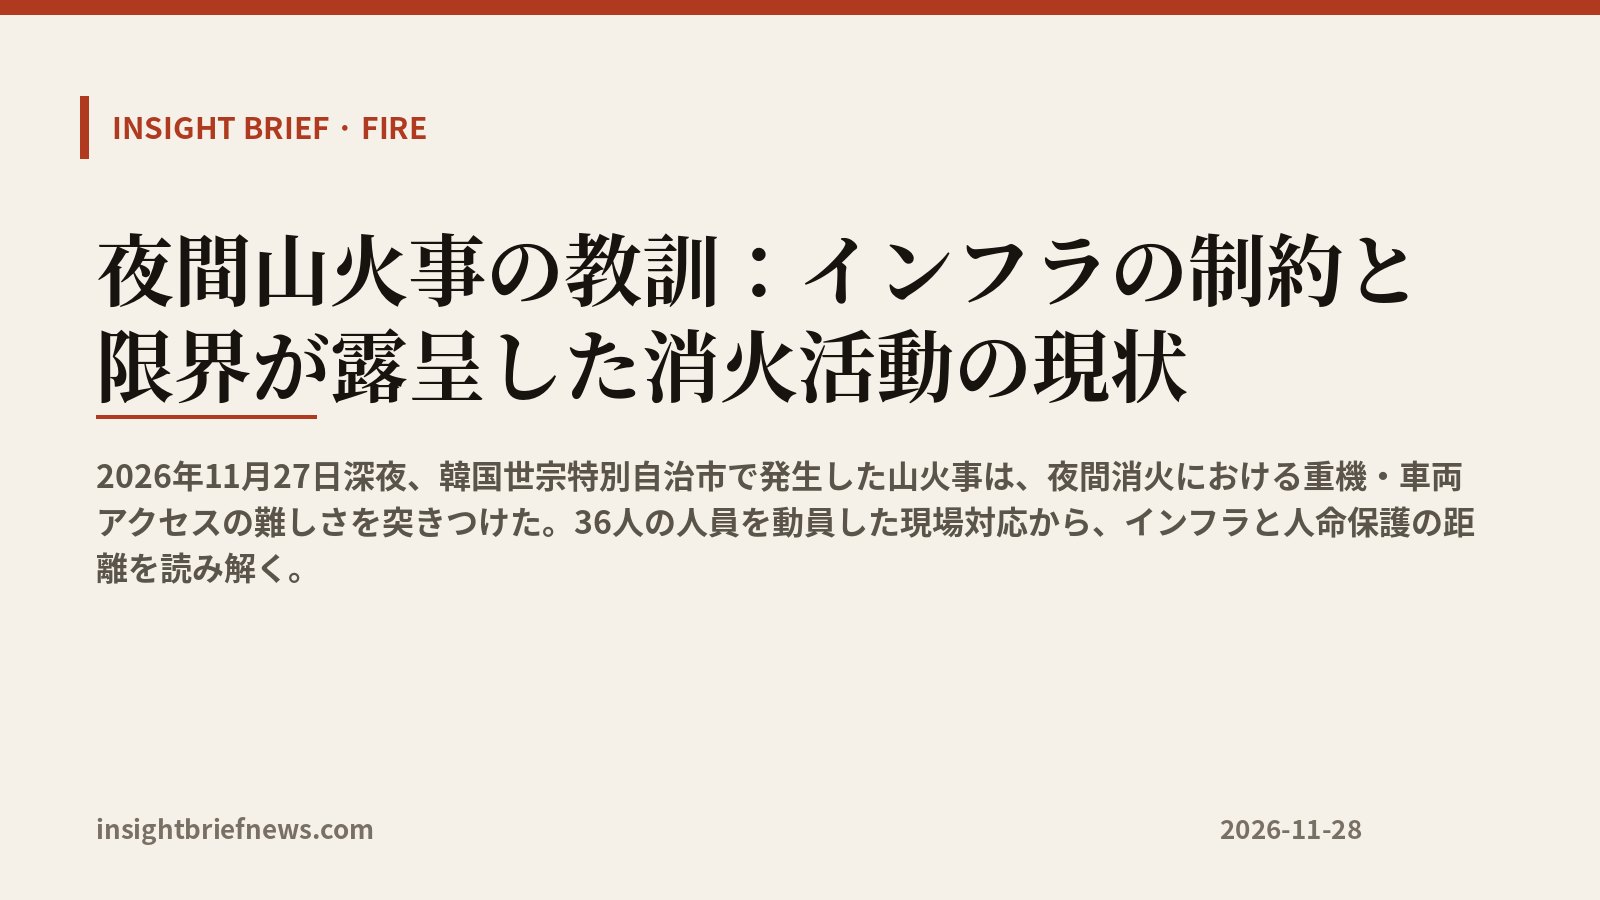 INSIGHT BRIEF · FIRE
夜間山火事の教訓：インフラの制約と
限界が露呈した消火活動の現状
2026年11月27日深夜、韓国世宗特別自治市で発生した山火事は、夜間消火における重機・車両
アクセスの難しさを突きつけた。36人の人員を動員した現場対応から、インフラと人命保護の距
離を読み解く。
insightbriefnews.com
2026-11-28